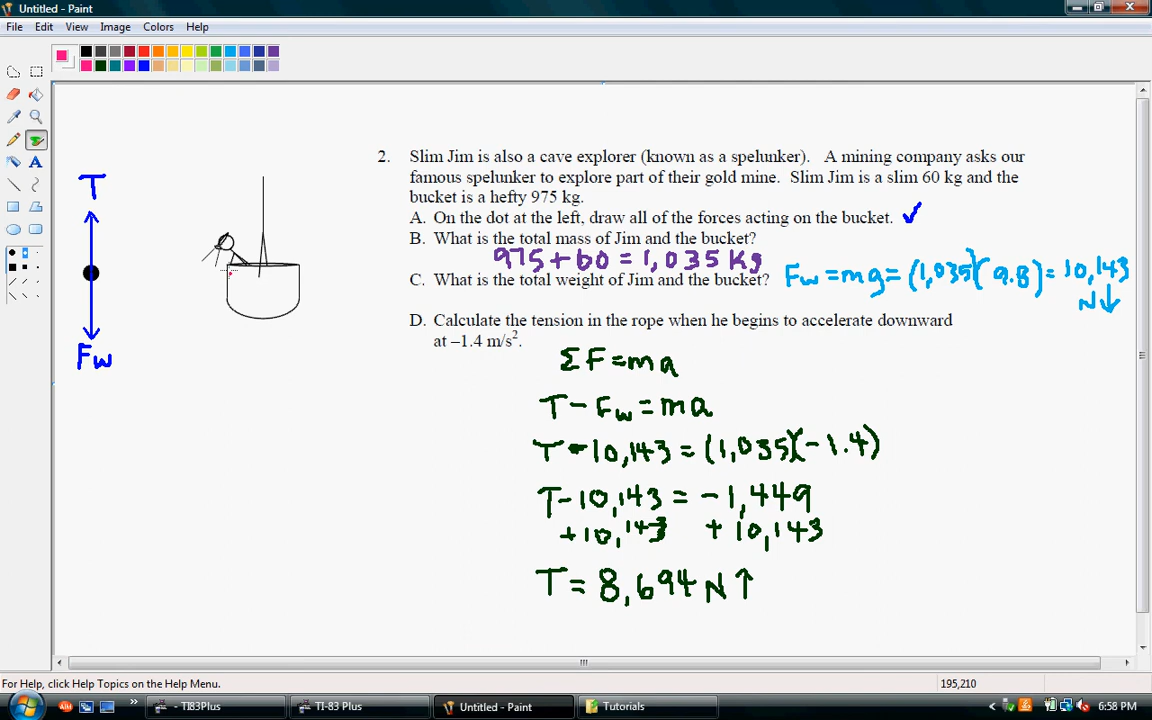 Untitled - Paint
File Edit View Image Colors Help
2. Slim Jim is also a cave explorer (known as a spelunker). A mining company asks our
famous spelunker to explore part of their gold mine. Slim Jim is a slim 60 kg and the
bucket is a hefty 975 kg.
A. On the dot at the left, draw all of the forces acting on the bucket. ✓
B. What is the total mass of Jim and the bucket?
975+60 = 1,035 Kg
C. What is the total weight of Jim and the bucket?
Fw = mg = (1,035)(9.8) = 10,143
N↓
D. Calculate the tension in the rope when he begins to accelerate downward
at –1.4 m/s².
ΣF = ma
T - Fw = ma
T - 10,143 = (1,035)(-1.4)
T - 10,143 = -1,449
+10,143 +10,143
T = 8,694 N ↑
T
Fw
For Help, click Help Topics on the Help Menu.
195,210
- TI83Plus
TI-83 Plus
Untitled - Paint
Tutorials
6:58 PM